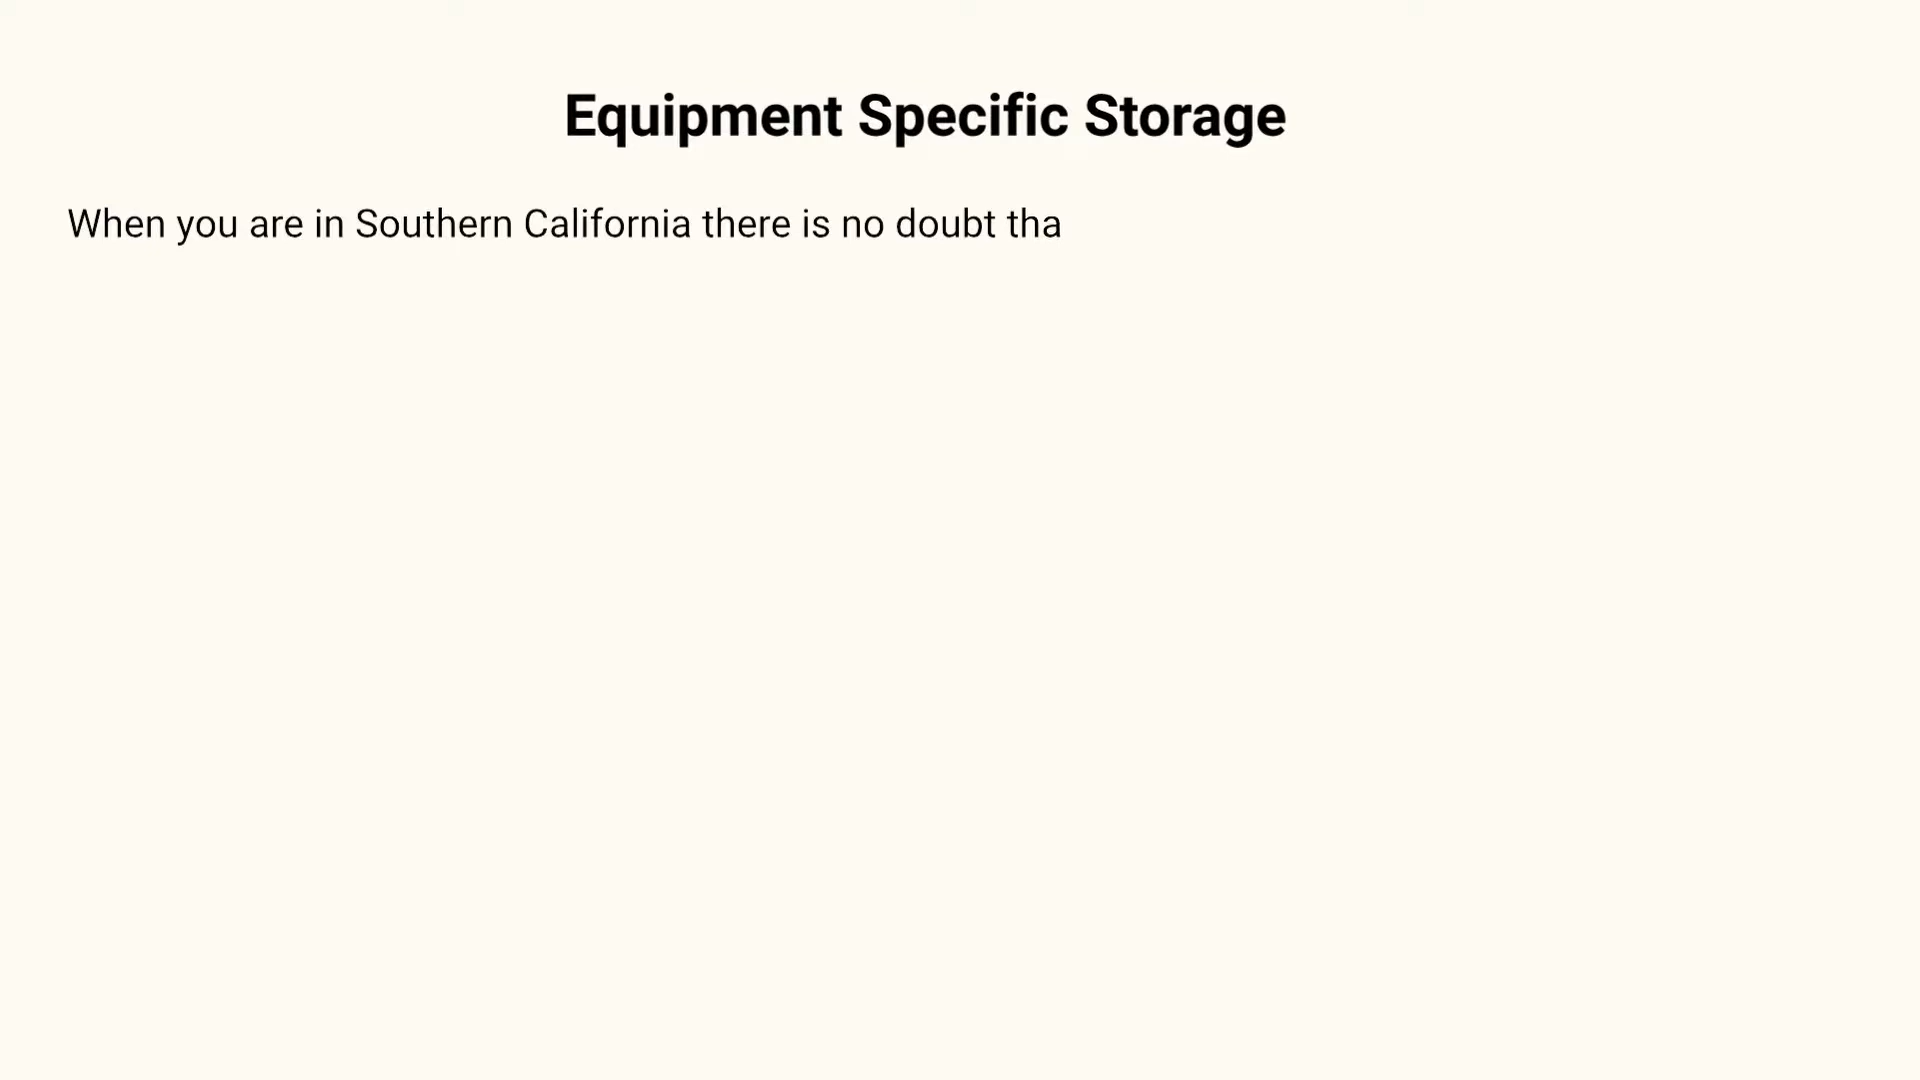 Equipment Specific Storage
When you are in Southern California there is no doubt tha